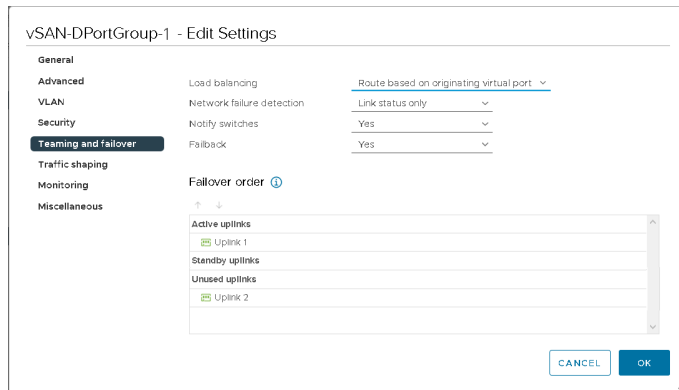 vSAN-DPortGroup-1 - Edit Settings
General
Advanced
VLAN
Security
Teaming and failover
Traffic shaping
Monitoring
Miscellaneous
Load balancing Route based on originating virtual port
Network failure detection Link status only
Notify switches Yes
Failback Yes
Failover order
Active uplinks
Uplink 1
Standby uplinks
Unused uplinks
Uplink 2
CANCEL OK